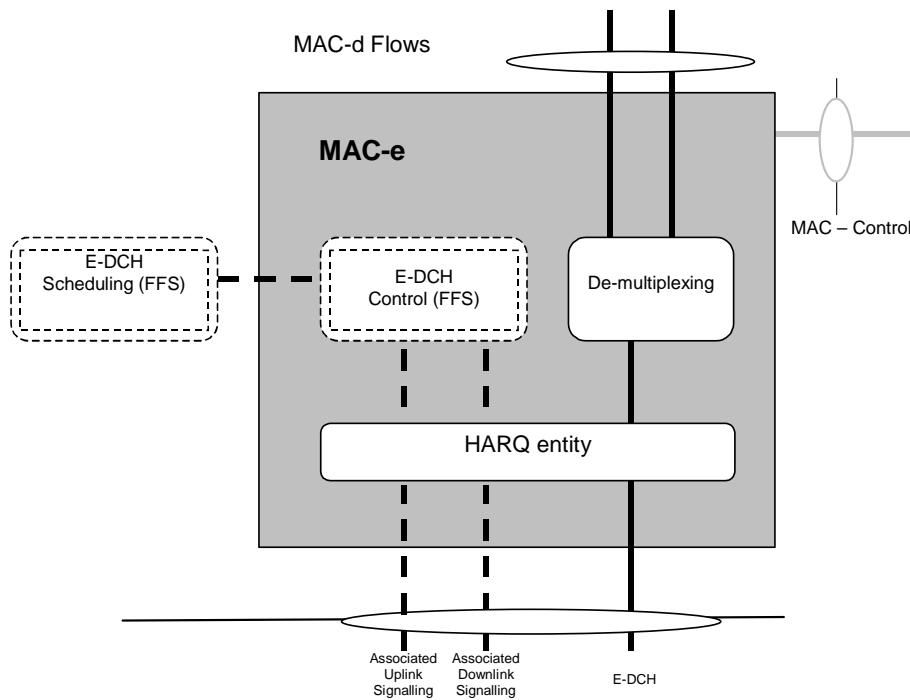 MAC-d Flows
MAC-e
MAC – Control
E-DCH
Scheduling (FFS)
E-DCH
Control (FFS)
De-multiplexing
HARQ entity
Associated
Uplink
Signalling
Associated
Downlink
Signalling
E-DCH